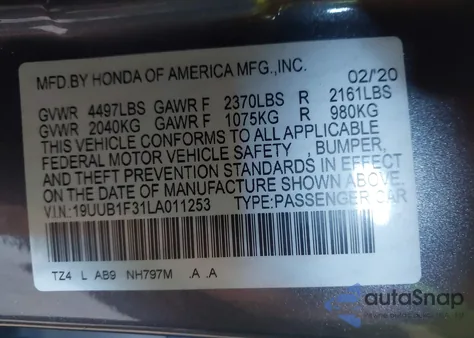 MFD.BY HONDA OF AMERICA MFG.,INC. 02/'20
GVWR 4497LBS GAWR F 2370LBS R 2161LBS
GVWR 2040KG GAWR F 1075KG R 980KG
THIS VEHICLE CONFORMS TO ALL APPLICABLE
FEDERAL MOTOR VEHICLE SAFETY , BUMPER,
AND THEFT PREVENTION STANDARDS IN EFFECT
ON THE DATE OF MANUFACTURE SHOWN ABOVE.
V.I.N: 19UUB1F31LA011253 TYPE:PASSENGER CAR
TZ4 L AB9 NH797M .A .A
autoSnap